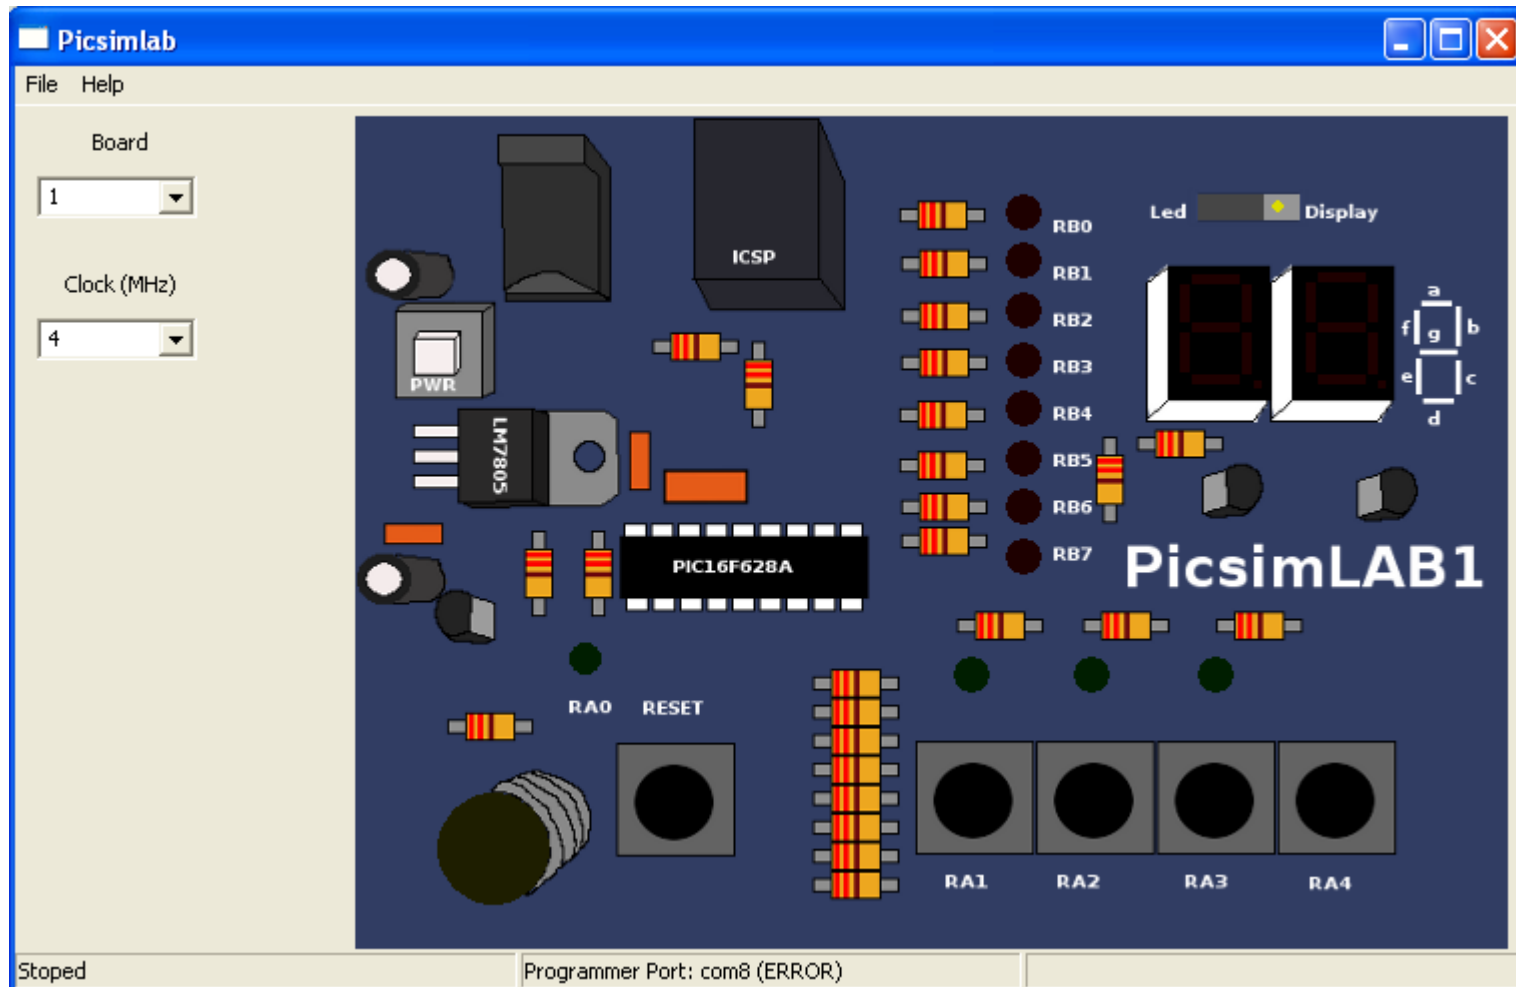 Picsimlab
File Help
Board
1
Clock (MHz)
4
ICSP
PWR
LM7805
PIC16F628A
RB0
RB1
RB2
RB3
RB4
RB5
RB6
RB7
Led Display
a
f g b
e c
d
PicsimLAB1
RA0 RESET
RA1 RA2 RA3 RA4
Stoped Programmer Port: com8 (ERROR)